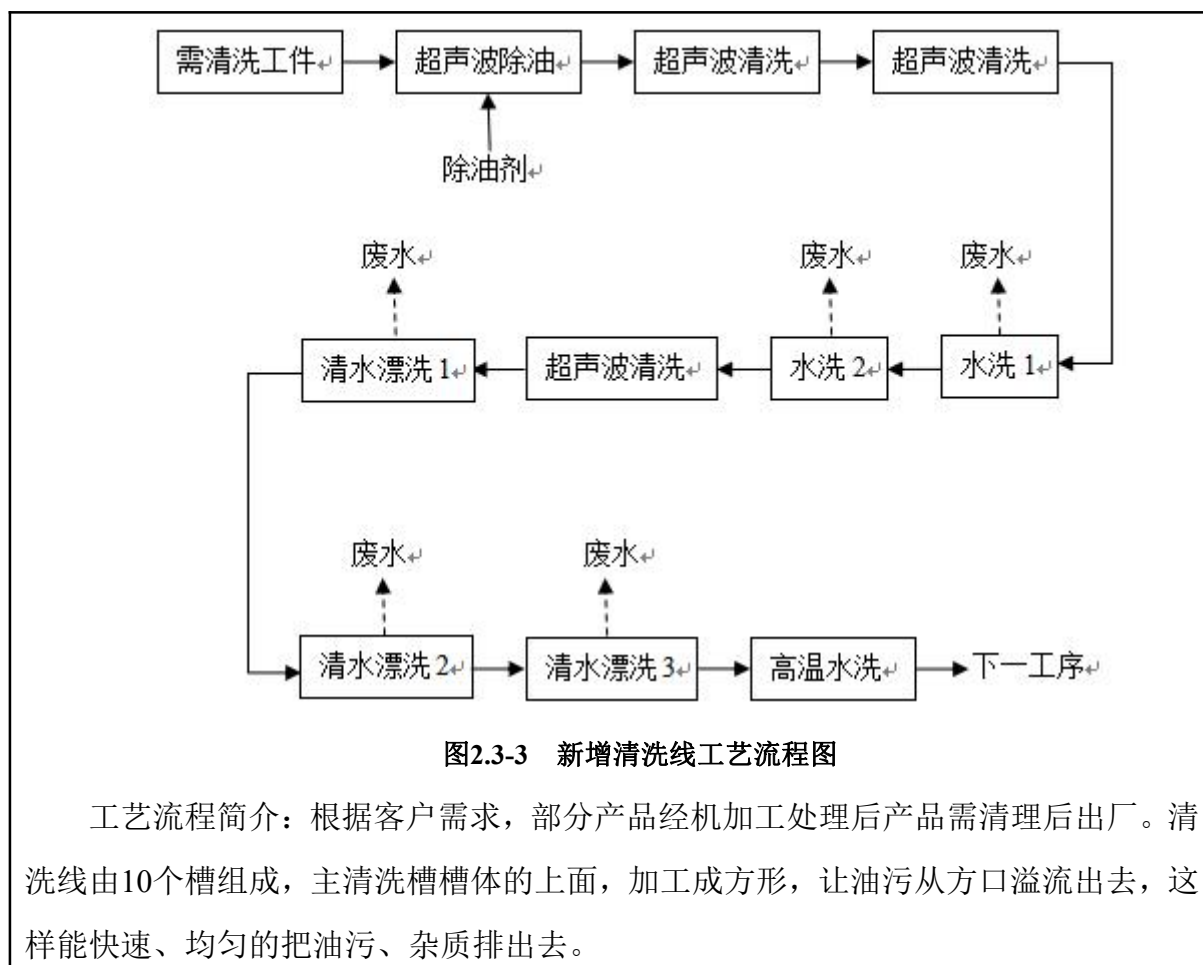 需清洗工件↵ 超声波除油↵ 超声波清洗↵ 超声波清洗↵
除油剂↵
废水↵ 废水↵ 废水↵
清水漂洗1↵ 超声波清洗↵ 水洗 2↵ 水洗 1↵
废水↵ 废水↵
清水漂洗2↵ 清水漂洗3↵ 高温水洗↵ 下一工序↵
图2.3-3 新增清洗线工艺流程图
工艺流程简介：根据客户需求，部分产品经机加工处理后产品需清理后出厂。清
洗线由10个槽组成，主清洗槽槽体的上面，加工成方形，让油污从方口溢流出去，这
样能快速、均匀的把油污、杂质排出去。